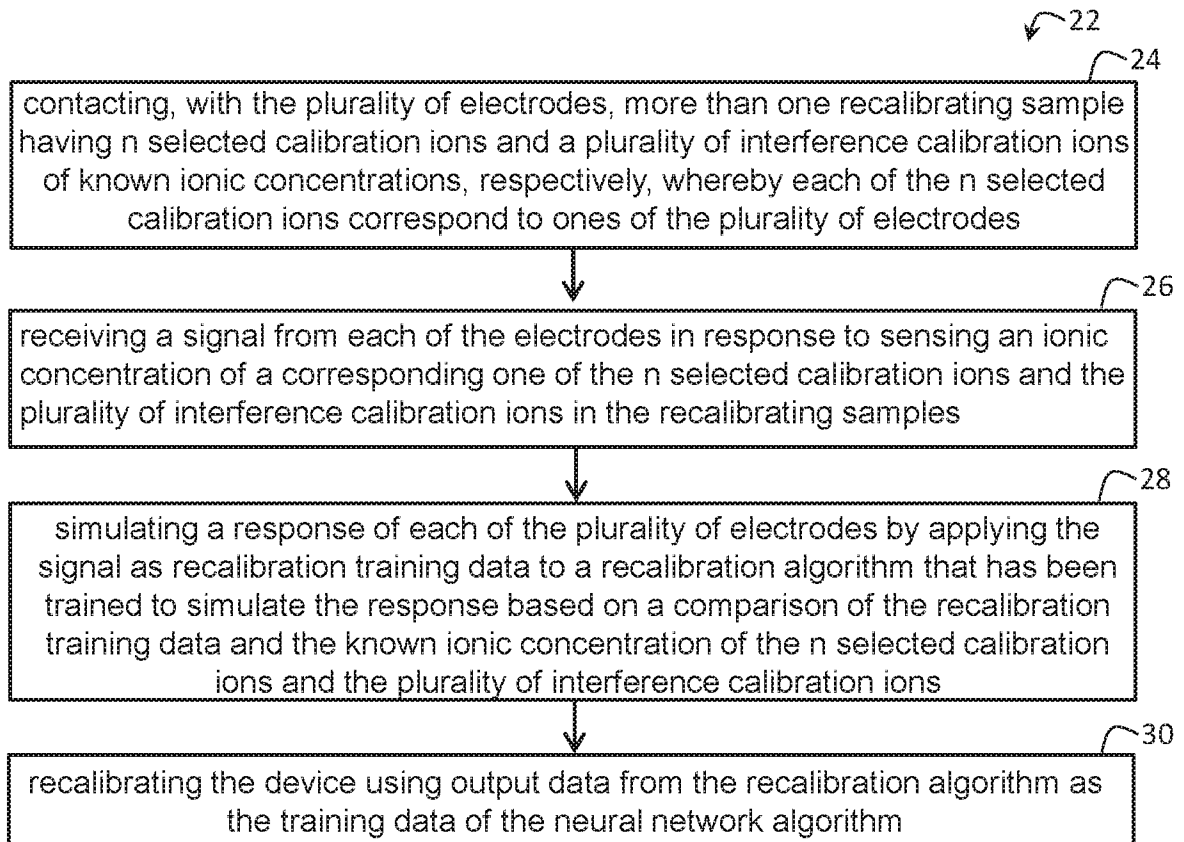 22
24
contacting, with the plurality of electrodes, more than one recalibrating sample
having n selected calibration ions and a plurality of interference calibration ions
of known ionic concentrations, respectively, whereby each of the n selected
calibration ions correspond to ones of the plurality of electrodes
26
receiving a signal from each of the electrodes in response to sensing an ionic
concentration of a corresponding one of the n selected calibration ions and the
plurality of interference calibration ions in the recalibrating samples
28
simulating a response of each of the plurality of electrodes by applying the
signal as recalibration training data to a recalibration algorithm that has been
trained to simulate the response based on a comparison of the recalibration
training data and the known ionic concentration of the n selected calibration
ions and the plurality of interference calibration ions
30
recalibrating the device using output data from the recalibration algorithm as
the training data of the neural network algorithm